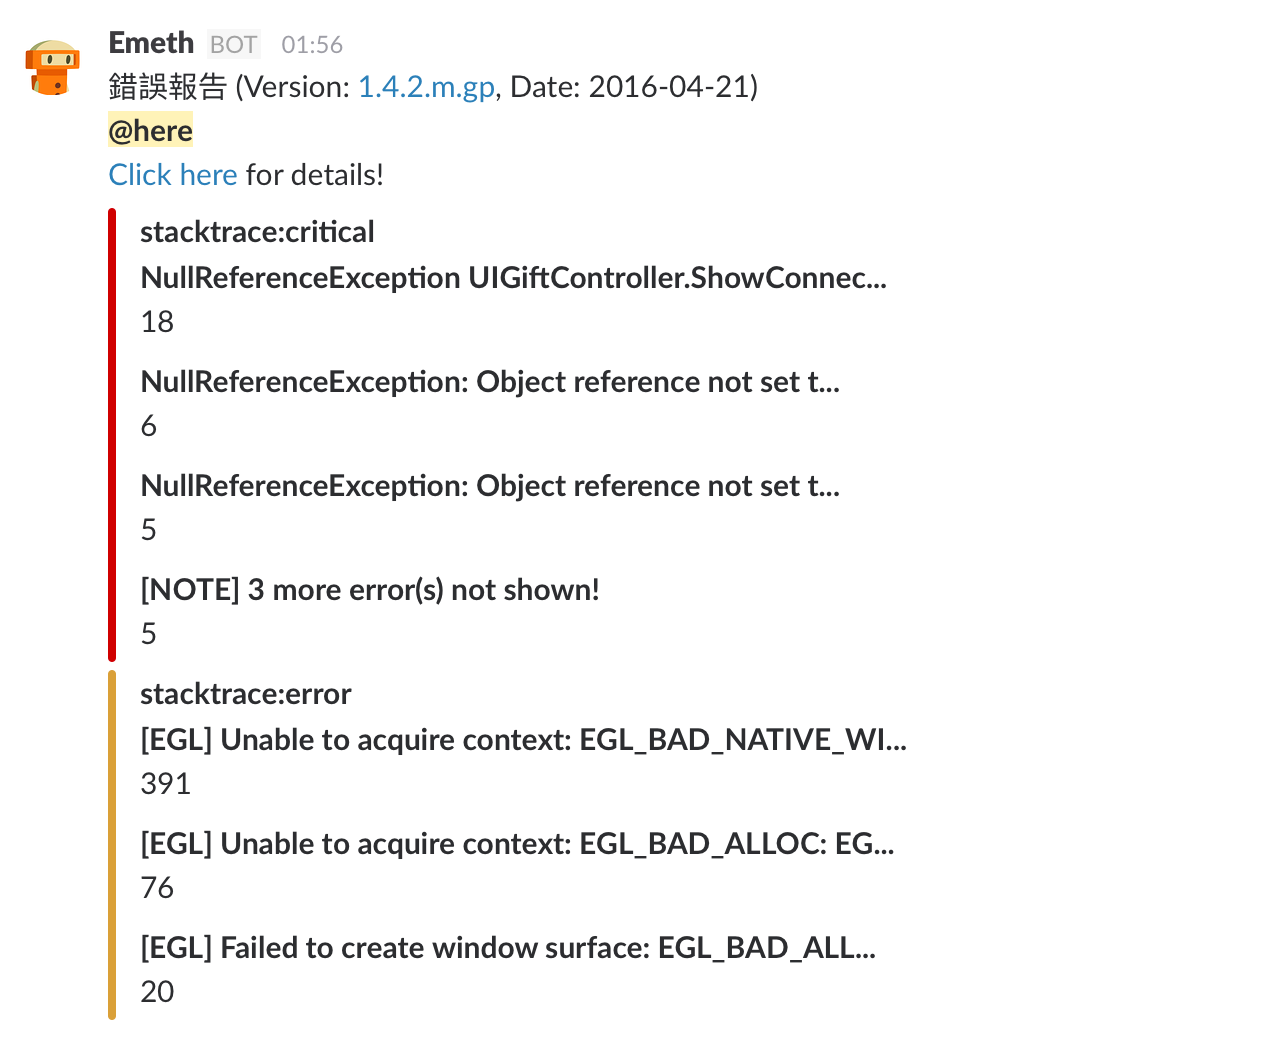 Emeth BOT 01:56
錯誤報告 (Version: 1.4.2.m.gp, Date: 2016-04-21)
@here
Click here for details!
stacktrace:critical
NullReferenceException UIGiftController.ShowConnec...
18
NullReferenceException: Object reference not set t...
6
NullReferenceException: Object reference not set t...
5
[NOTE] 3 more error(s) not shown!
5
stacktrace:error
[EGL] Unable to acquire context: EGL_BAD_NATIVE_WI...
391
[EGL] Unable to acquire context: EGL_BAD_ALLOC: EG...
76
[EGL] Failed to create window surface: EGL_BAD_ALL...
20